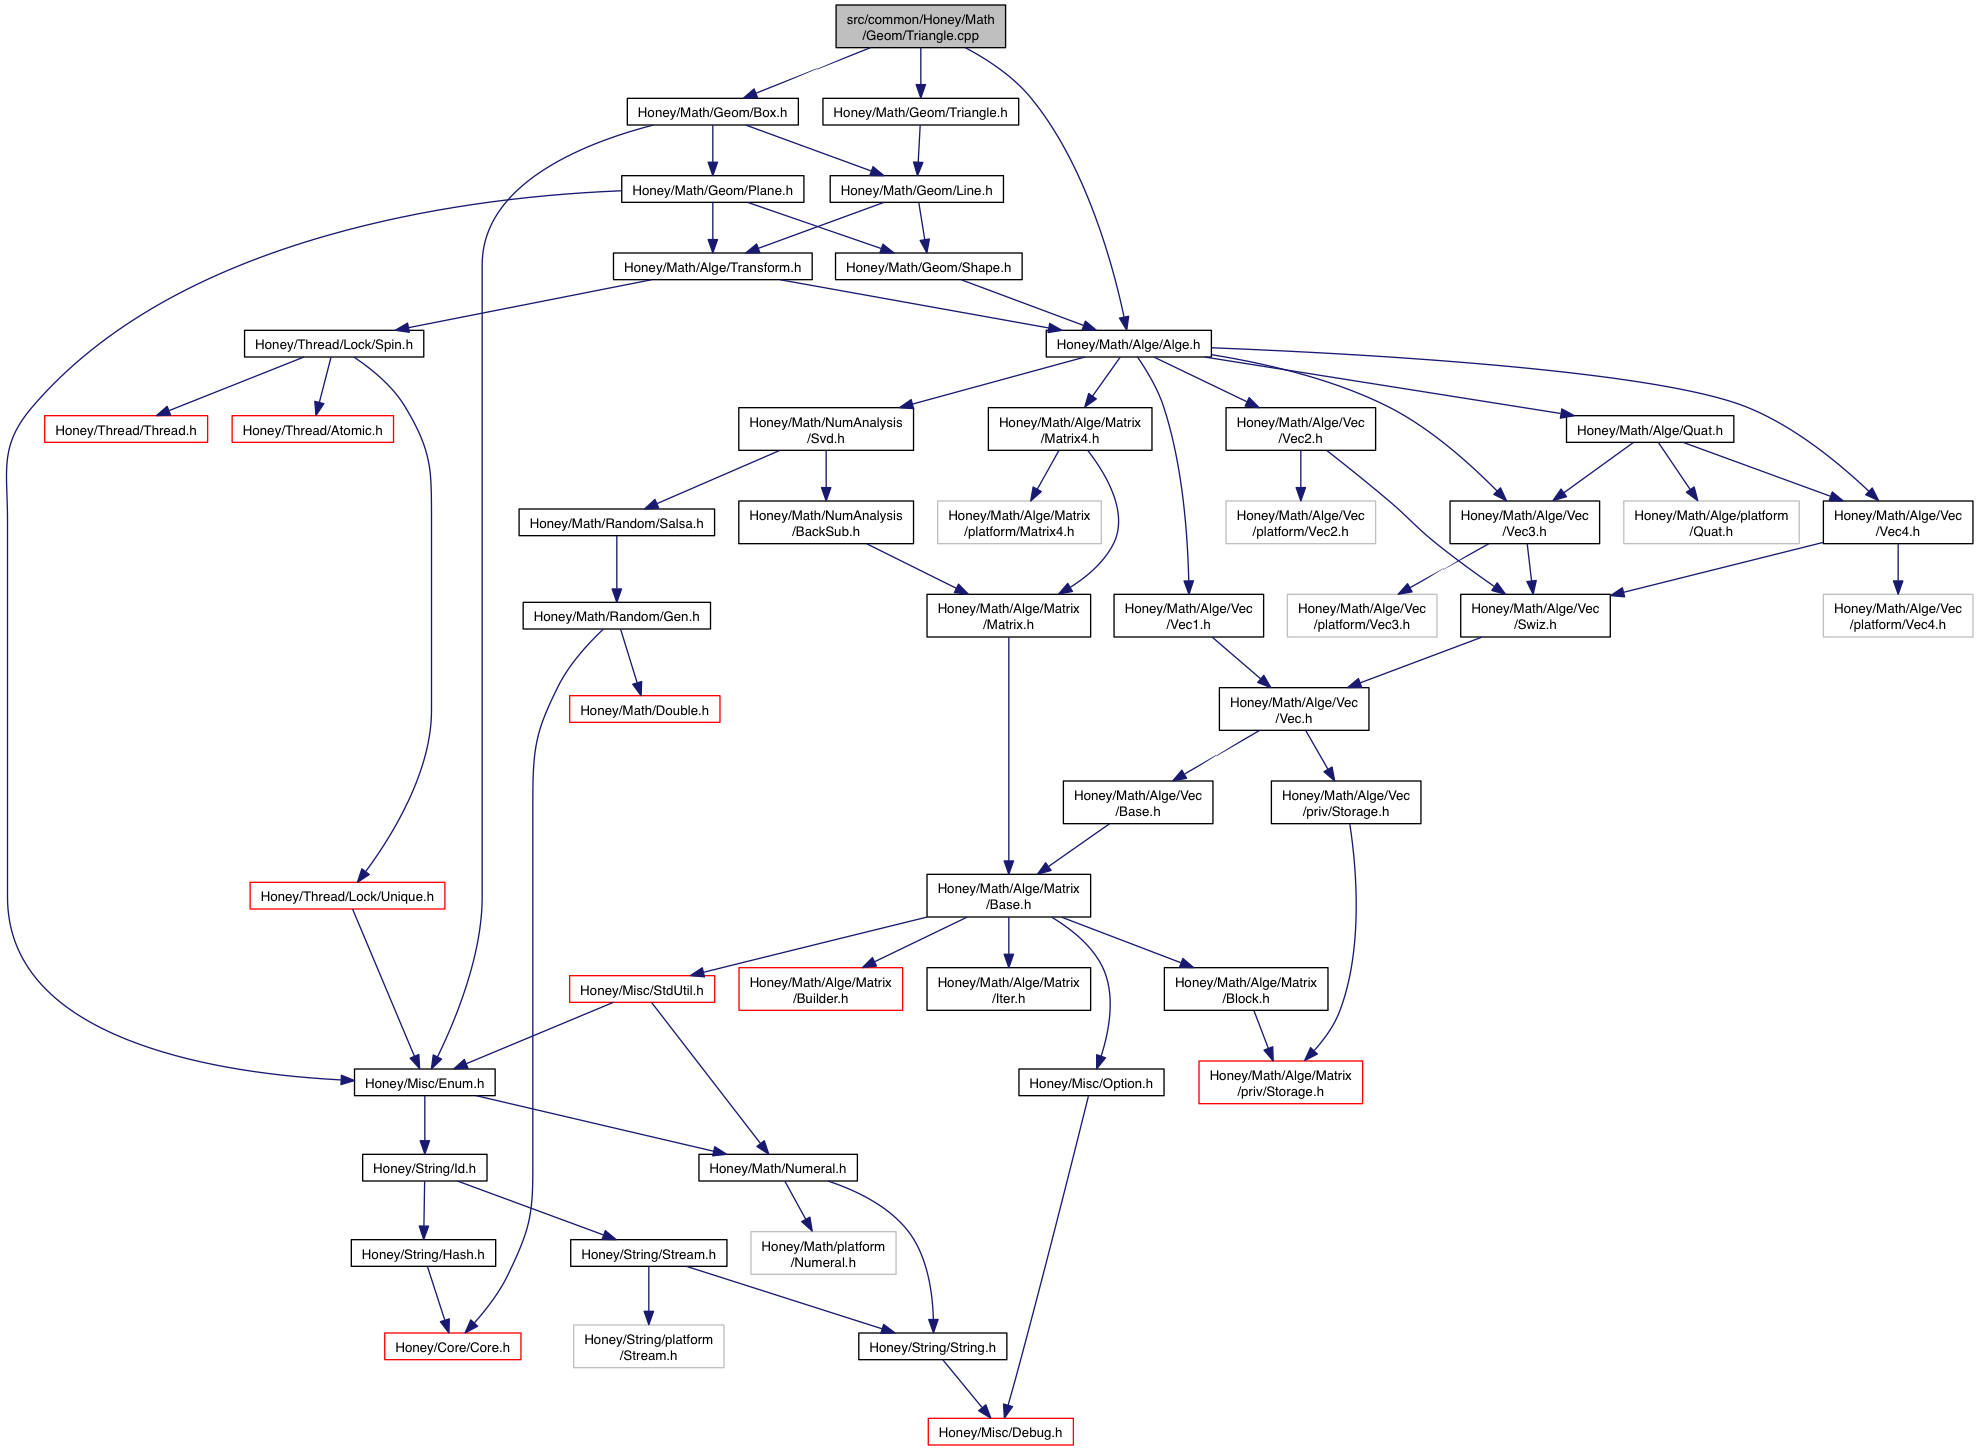 src/common/Honey/Math
/Geom/Triangle.cpp
Honey/Math/Geom/Box.h
Honey/Math/Geom/Triangle.h
Honey/Math/Geom/Plane.h
Honey/Math/Geom/Line.h
Honey/Math/Alge/Transform.h
Honey/Math/Geom/Shape.h
Honey/Thread/Lock/Spin.h
Honey/Math/Alge/Alge.h
Honey/Thread/Thread.h
Honey/Thread/Atomic.h
Honey/Math/NumAnalysis
/Svd.h
Honey/Math/Alge/Matrix
/Matrix4.h
Honey/Math/Alge/Vec
/Vec2.h
Honey/Math/Alge/Quat.h
Honey/Math/Random/Salsa.h
Honey/Math/NumAnalysis
/BackSub.h
Honey/Math/Alge/Matrix
/platform/Matrix4.h
Honey/Math/Alge/Vec
/platform/Vec2.h
Honey/Math/Alge/Vec
/Vec3.h
Honey/Math/Alge/platform
/Quat.h
Honey/Math/Alge/Vec
/Vec4.h
Honey/Math/Random/Gen.h
Honey/Math/Alge/Matrix
/Matrix.h
Honey/Math/Alge/Vec
/Vec1.h
Honey/Math/Alge/Vec
/platform/Vec3.h
Honey/Math/Alge/Vec
/Swiz.h
Honey/Math/Alge/Vec
/platform/Vec4.h
Honey/Math/Double.h
Honey/Math/Alge/Vec
/Vec.h
Honey/Math/Alge/Vec
/Base.h
Honey/Math/Alge/Vec
/priv/Storage.h
Honey/Thread/Lock/Unique.h
Honey/Math/Alge/Matrix
/Base.h
Honey/Misc/StdUtil.h
Honey/Math/Alge/Matrix
/Builder.h
Honey/Math/Alge/Matrix
/Iter.h
Honey/Math/Alge/Matrix
/Block.h
Honey/Misc/Enum.h
Honey/Misc/Option.h
Honey/Math/Alge/Matrix
/priv/Storage.h
Honey/String/Id.h
Honey/Math/Numeral.h
Honey/String/Hash.h
Honey/String/Stream.h
Honey/Math/platform
/Numeral.h
Honey/Core/Core.h
Honey/String/platform
/Stream.h
Honey/String/String.h
Honey/Misc/Debug.h